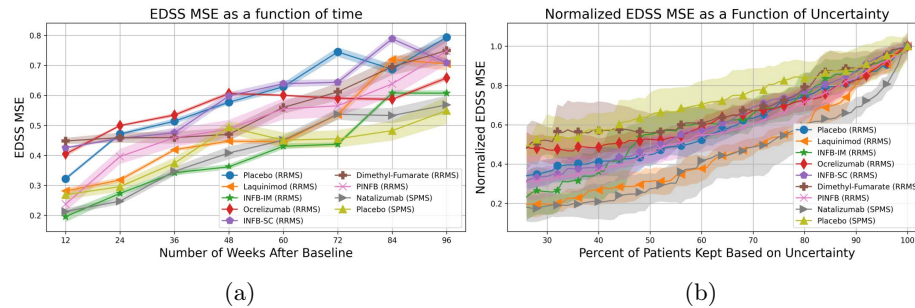 EDSS MSE as a function of time
EDSS MSE
0.8
0.7
0.6
0.5
0.4
0.3
0.2
12 24 36 48 60 72 84 96
Number of Weeks After Baseline
Placebo (RRMS)
Laquinimod (RRMS)
INFB-IM (RRMS)
Ocrelizumab (RRMS)
INFB-SC (RRMS)
Dimethyl-Fumarate (RRMS)
PINFB (RRMS)
Natalizumab (SPMS)
Placebo (SPMS)
(a)
Normalized EDSS MSE as a Function of Uncertainty
Normalized EDSS MSE
1.0
0.8
0.6
0.4
0.2
30 40 50 60 70 80 90 100
Percent of Patients Kept Based on Uncertainty
Placebo (RRMS)
Laquinimod (RRMS)
INFB-IM (RRMS)
Ocrelizumab (RRMS)
INFB-SC (RRMS)
Dimethyl-Fumarate (RRMS)
PINFB (RRMS)
Natalizumab (SPMS)
Placebo (SPMS)
(b)